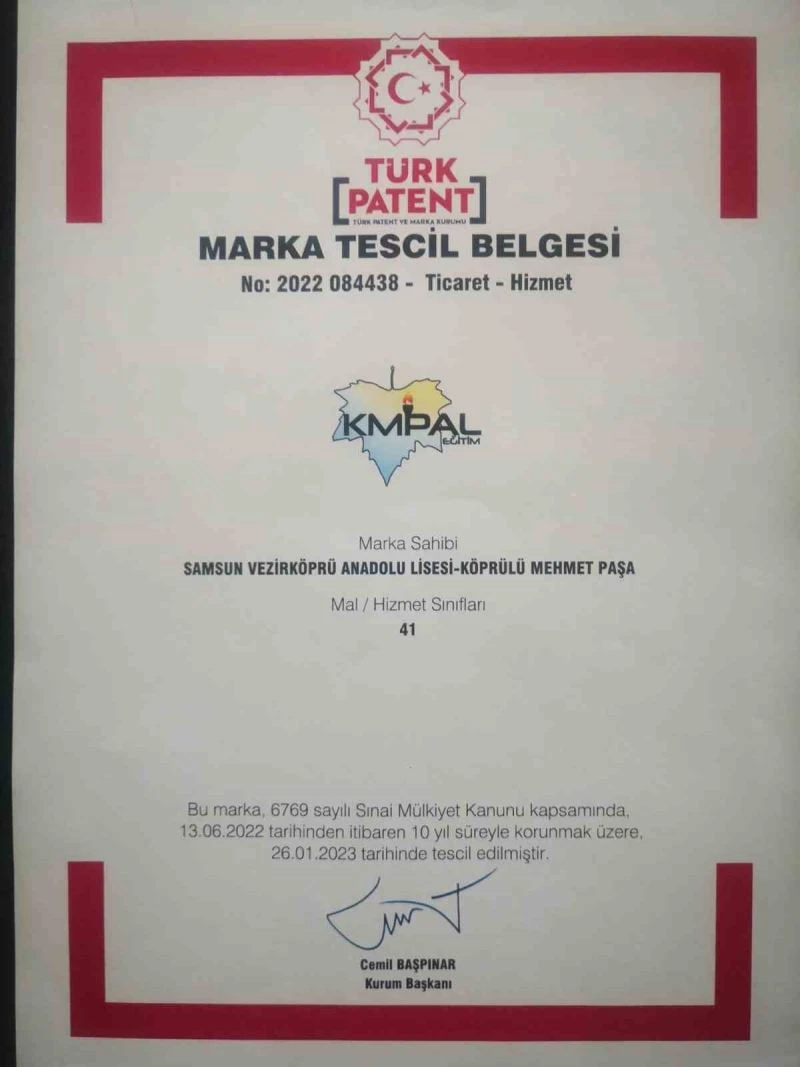 TÜRK
PATENT
TÜRK PATENT VE MARKA KURUMU
MARKA TESCİL BELGESİ
No: 2022 084438 - Ticaret - Hizmet
KMPAL
EĞİTİM
Marka Sahibi
SAMSUN VEZİRKÖPRÜ ANADOLU LİSESİ-KÖPRÜLÜ MEHMET PAŞA
Mal / Hizmet Sınıfları
41
Bu marka, 6769 sayılı Sınai Mülkiyet Kanunu kapsamında,
13.06.2022 tarihinden itibaren 10 yıl süreyle korunmak üzere,
26.01.2023 tarihinde tescil edilmiştir.
Cemil BAŞPINAR
Kurum Başkanı